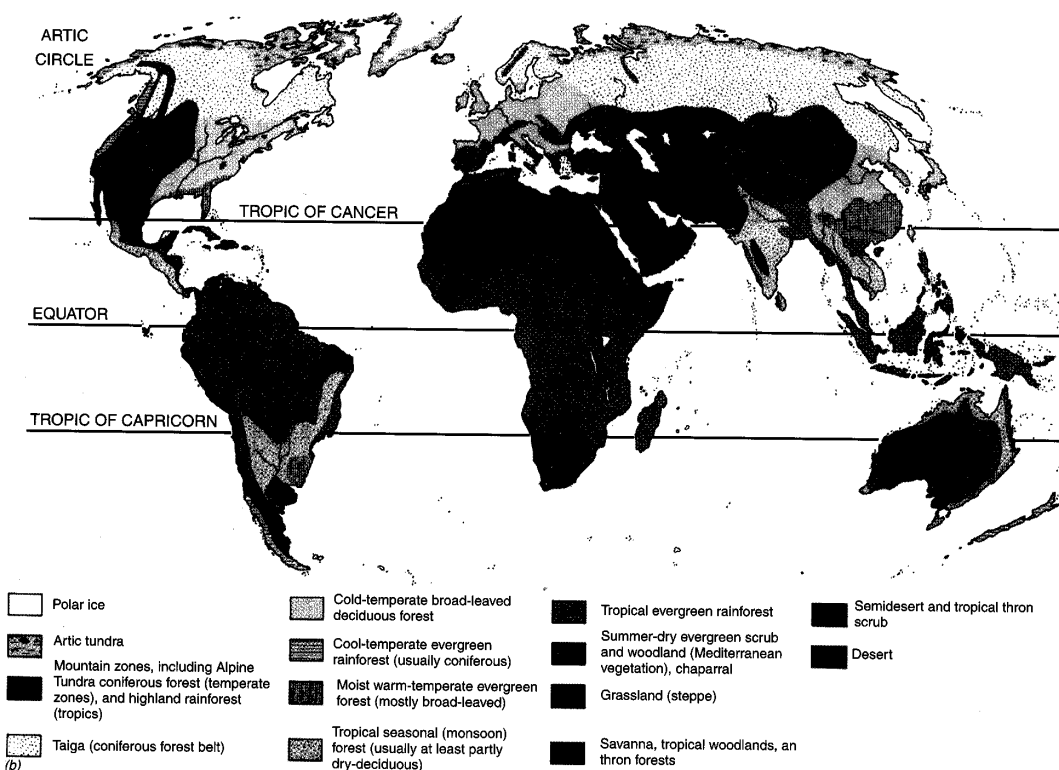 ARTIC
CIRCLE
TROPIC OF CANCER
EQUATOR
TROPIC OF CAPRICORN
Polar ice
Artic tundra
Mountain zones, including Alpine
Tundra coniferous forest (temperate
zones), and highland rainforest
(tropics)
Taiga (coniferous forest belt)
(b)
Cold-temperate broad-leaved
deciduous forest
Cool-temperate evergreen
rainforest (usually coniferous)
Moist warm-temperate evergreen
forest (mostly broad-leaved)
Tropical seasonal (monsoon)
forest (usually at least partly
dry-deciduous)
Tropical evergreen rainforest
Summer-dry evergreen scrub
and woodland (Mediterranean
vegetation), chaparral
Grassland (steppe)
Savanna, tropical woodlands, an
thron forests
Semidesert and tropical thron
scrub
Desert